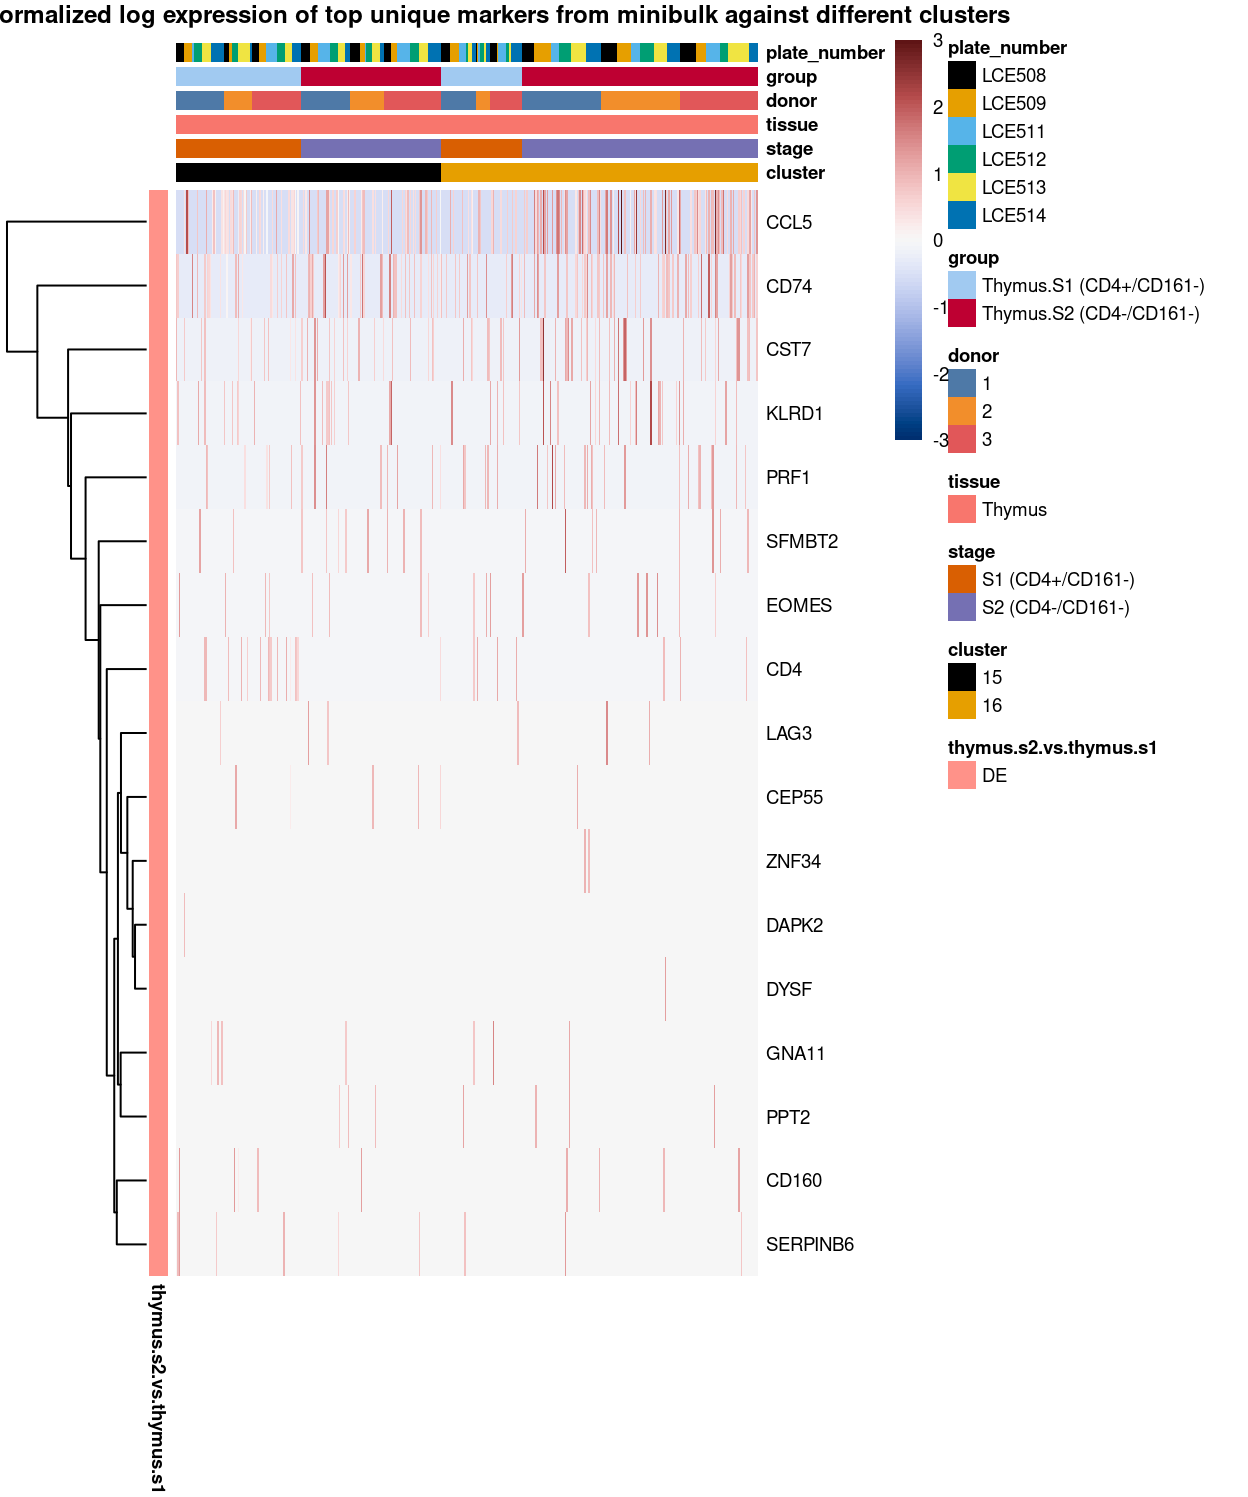 ormalized log expression of top unique markers from minibulk against different clusters
plate_number
group
donor
tissue
stage
cluster
CCL5
CD74
CST7
KLRD1
PRF1
SFMBT2
EOMES
CD4
LAG3
CEP55
ZNF34
DAPK2
DYSF
GNA11
PPT2
CD160
SERPINB6
thymus.s2.vs.thymus.s1
3
2
1
0
-1
-2
-3
plate_number
LCE508
LCE509
LCE511
LCE512
LCE513
LCE514
group
Thymus.S1 (CD4+/CD161-)
Thymus.S2 (CD4-/CD161-)
donor
1
2
3
tissue
Thymus
stage
S1 (CD4+/CD161-)
S2 (CD4-/CD161-)
cluster
15
16
thymus.s2.vs.thymus.s1
DE